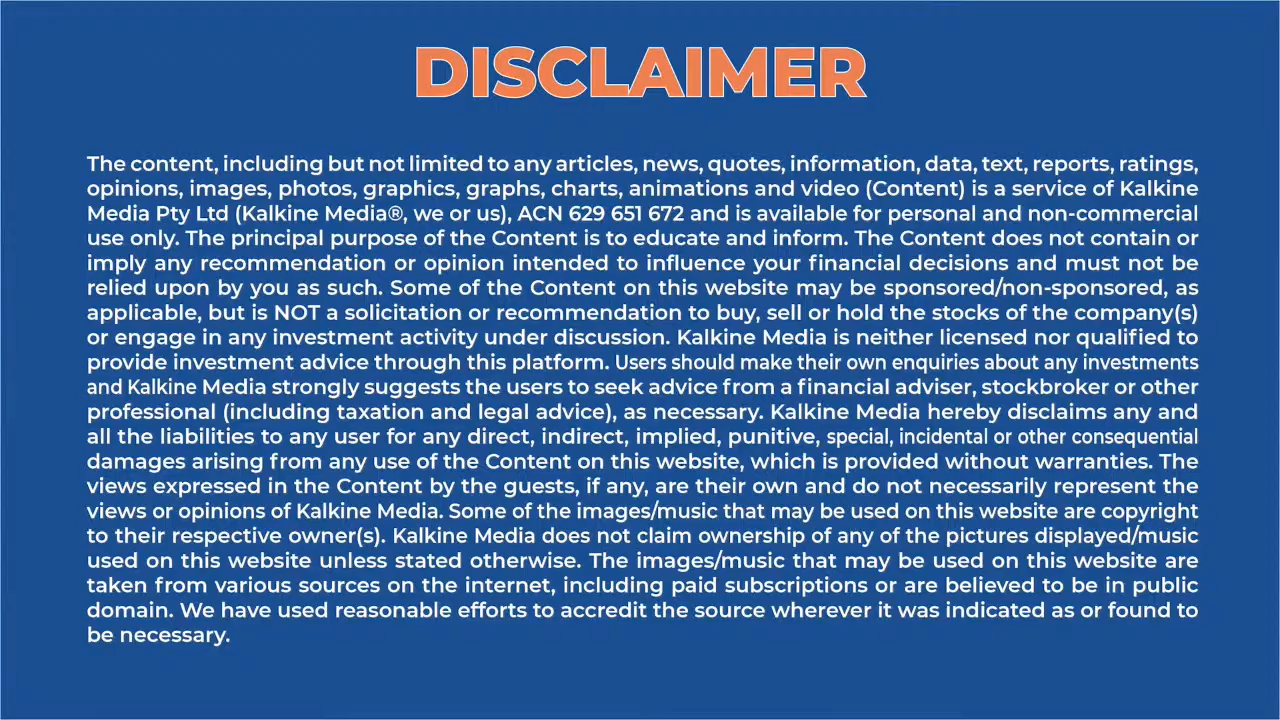 DISCLAIMER
The content, including but not limited to any articles, news, quotes, information, data, text, reports, ratings,
opinions, images, photos, graphics, graphs, charts, animations and video (Content) is a service of Kalkine
Media Pty Ltd (Kalkine Media®, we or us), ACN 629 651 672 and is available for personal and non-commercial
use only. The principal purpose of the Content is to educate and inform. The Content does not contain or
imply any recommendation or opinion intended to influence your financial decisions and must not be
relied upon by you as such. Some of the Content on this website may be sponsored/non-sponsored, as
applicable, but is NOT a solicitation or recommendation to buy, sell or hold the stocks of the company(s)
or engage in any investment activity under discussion. Kalkine Media is neither licensed nor qualified to
provide investment advice through this platform. Users should make their own enquiries about any investments
and Kalkine Media strongly suggests the users to seek advice from a financial adviser, stockbroker or other
professional (including taxation and legal advice), as necessary. Kalkine Media hereby disclaims any and
all the liabilities to any user for any direct, indirect, implied, punitive, special, incidental or other consequential
damages arising from any use of the Content on this website, which is provided without warranties. The
views expressed in the Content by the guests, if any, are their own and do not necessarily represent the
views or opinions of Kalkine Media. Some of the images/music that may be used on this website are copyright
to their respective owner(s). Kalkine Media does not claim ownership of any of the pictures displayed/music
used on this website unless stated otherwise. The images/music that may be used on this website are
taken from various sources on the internet, including paid subscriptions or are believed to be in public
domain. We have used reasonable efforts to accredit the source wherever it was indicated as or found to
be necessary.